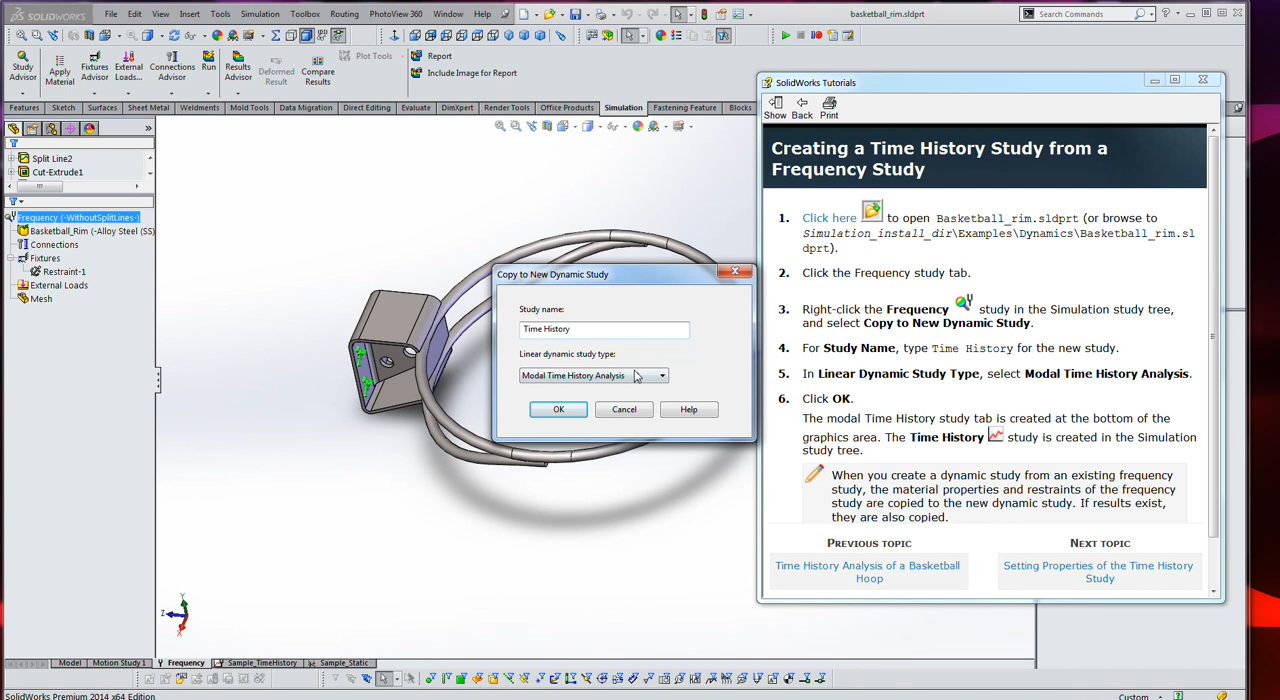 SOLIDWORKS File Edit View Insert Tools Simulation Toolbox Routing PhotoView 360 Window Help basketball_rim.sldprt Search Commands
Study Advisor
Apply Material
Fixtures Advisor
External Loads...
Connections Advisor
Run
Results Advisor
Deformed Result
Compare Results
Plot Tools
Report
Include Image for Report
Features Sketch Surfaces Sheet Metal Weldments Mold Tools Data Migration Direct Editing Evaluate DimXpert Render Tools Office Products Simulation Fastening Feature Blocks
Split Line2
Cut-Extrude1
Frequency (-WithoutSplitLines-)
Basketball_Rim (-Alloy Steel (SS)
Connections
Fixtures
Restraint-1
External Loads
Mesh
Copy to New Dynamic Study
Study name:
Time History
Linear dynamic study type:
Modal Time History Analysis
OK Cancel Help
SolidWorks Tutorials
Show Back Print
Creating a Time History Study from a
Frequency Study
1. Click here to open Basketball_rim.sldprt (or browse to
Simulation_install_dir\Examples\Dynamics\Basketball_rim.sl
dprt).
2. Click the Frequency study tab.
3. Right-click the Frequency study in the Simulation study tree,
and select Copy to New Dynamic Study.
4. For Study Name, type Time History for the new study.
5. In Linear Dynamic Study Type, select Modal Time History Analysis.
6. Click OK.
The modal Time History study tab is created at the bottom of the
graphics area. The Time History study is created in the Simulation
study tree.
When you create a dynamic study from an existing frequency
study, the material properties and restraints of the frequency
study are copied to the new dynamic study. If results exist,
they are also copied.
PREVIOUS TOPIC
Time History Analysis of a Basketball
Hoop
NEXT TOPIC
Setting Properties of the Time History
Study
Y
Z
X
Model Motion Study 1 Frequency Sample_TimeHistory Sample_Static
SolidWorks Premium 2014 x64 Edition
Custom